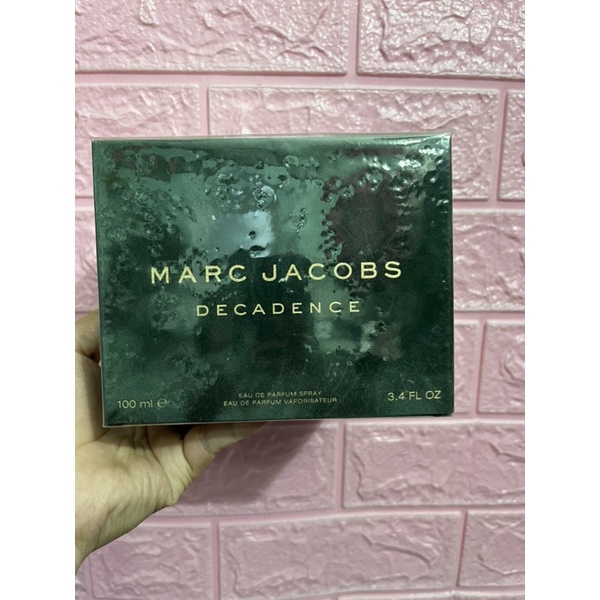 MARC JACOBS
DECADENCE
EAU DE PARFUM SPRAY
EAU DE PARFUM VAPORISATEUR
100 ml ℮
3.4 FL OZ